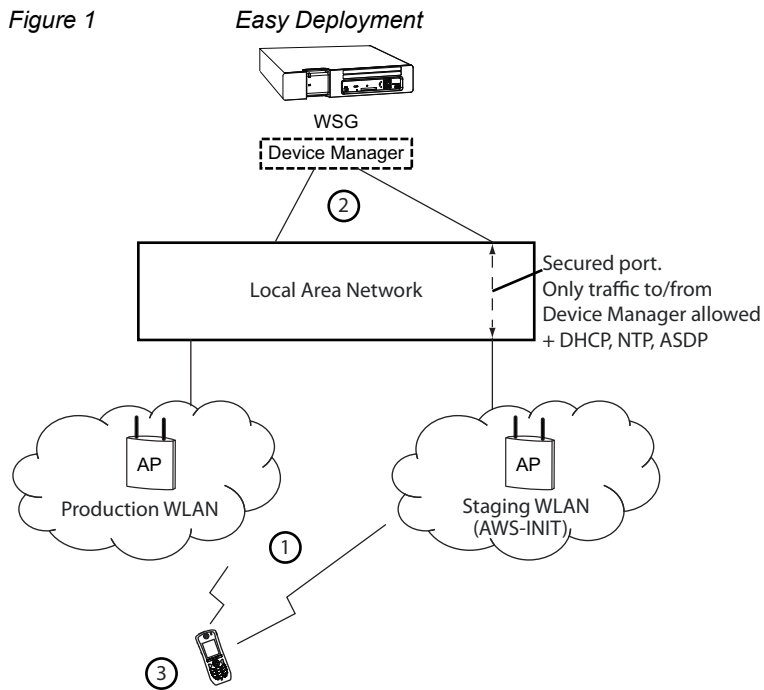 Figure 1 Easy Deployment
WSG
Device Manager
2
Local Area Network
Secured port.
Only traffic to/from
Device Manager allowed
+ DHCP, NTP, ASDP
AP
Production WLAN
AP
Staging WLAN
(AWS-INIT)
1
3